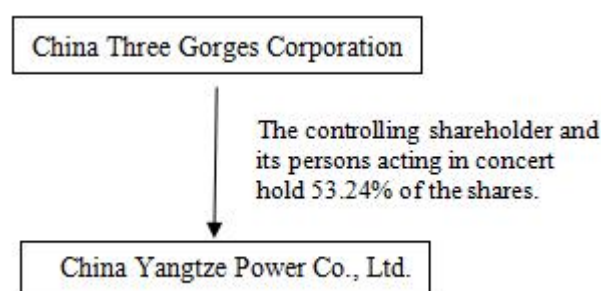 China Three Gorges Corporation
The controlling shareholder and
its persons acting in concert
hold 53.24% of the shares.
China Yangtze Power Co., Ltd.